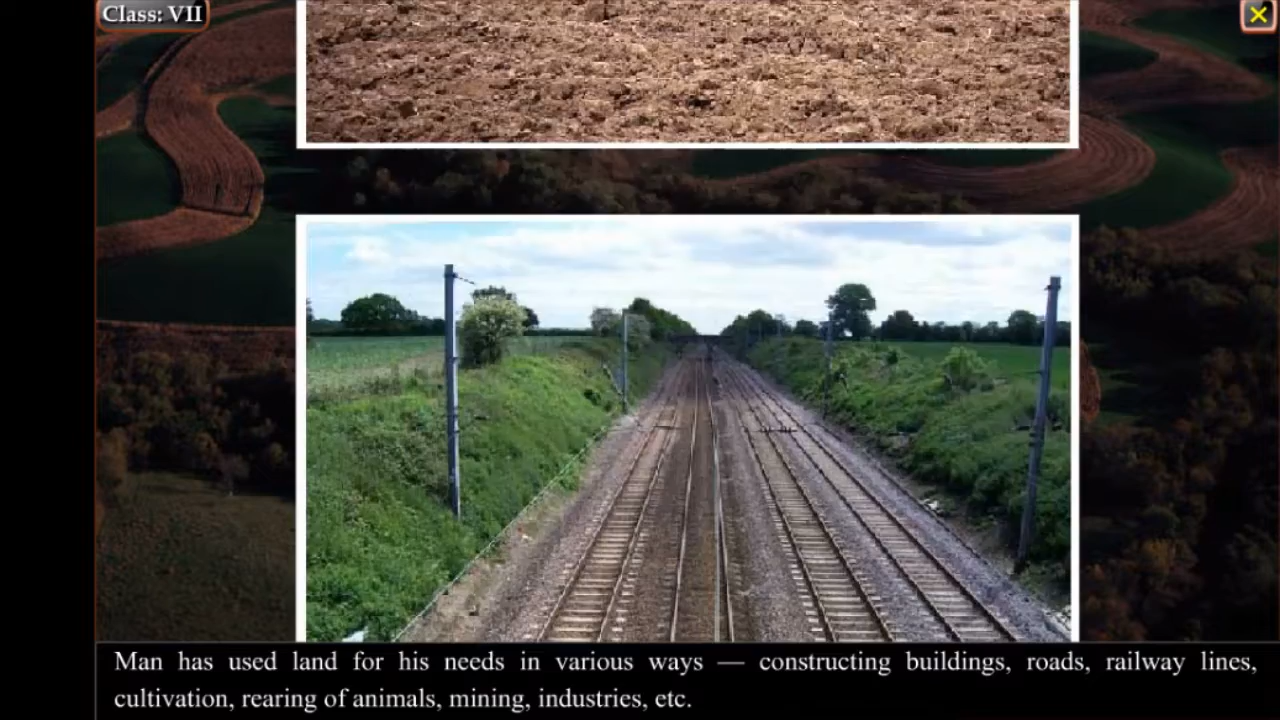 Class: VII
Man has used land for his needs in various ways — constructing buildings, roads, railway lines,
cultivation, rearing of animals, mining, industries, etc.